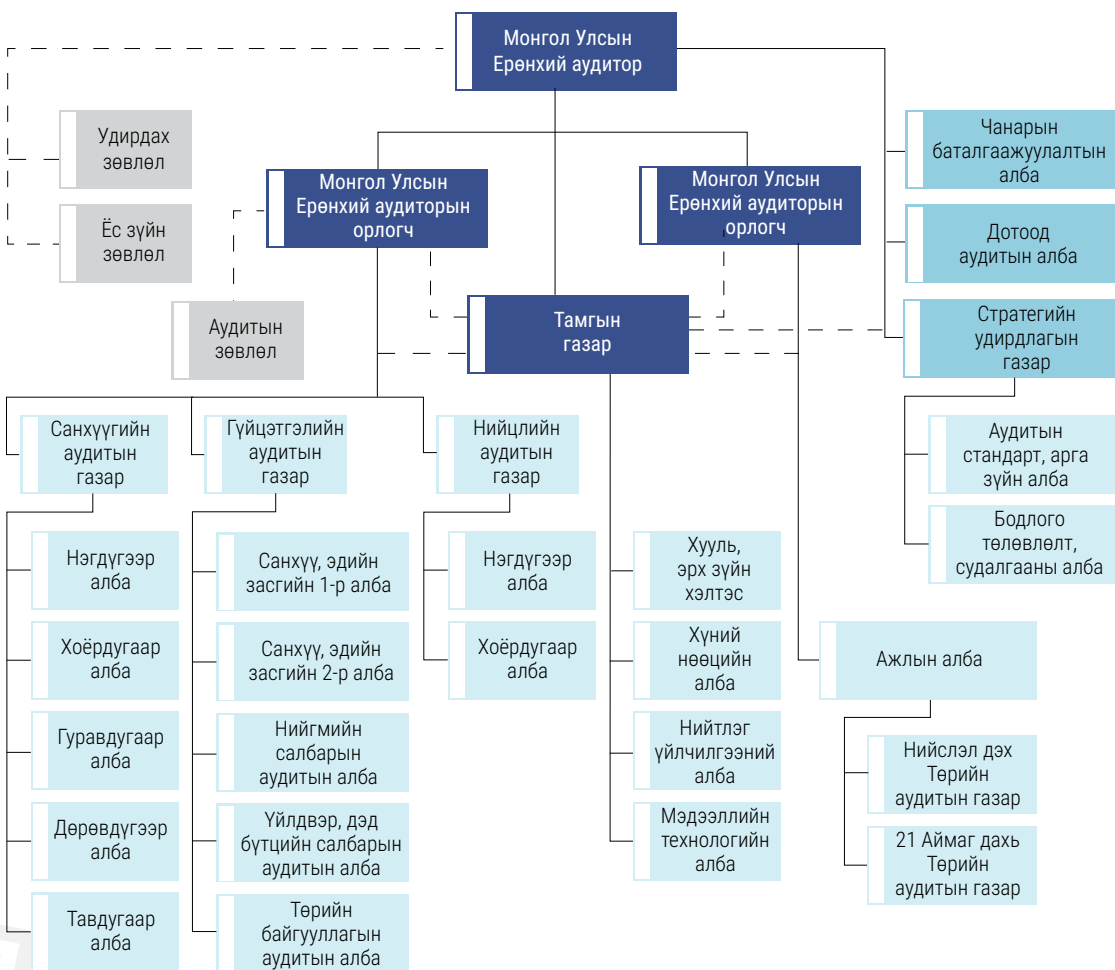 Монгол Улсын
Ерөнхий аудитор
Удирдах
зөвлөл
Ёс зүйн
зөвлөл
Аудитын
зөвлөл
Монгол Улсын
Ерөнхий аудиторын
орлогч
Монгол Улсын
Ерөнхий аудиторын
орлогч
Тамгын
газар
Чанарын
баталгаажуулалтын
алба
Дотоод
аудитын алба
Стратегийн
удирдлагын
газар
Аудитын
стандарт, арга
зүйн алба
Бодлого
төлөвлөлт,
судалгааны алба
Санхүүгийн
аудитын
газар
Нэгдүгээр
алба
Хоёрдугаар
алба
Гуравдугаар
алба
Дөрөвдүгээр
алба
Тавдугаар
алба
Гүйцэтгэлийн
аудитын
газар
Санхүү, эдийн
засгийн 1-р алба
Санхүү, эдийн
засгийн 2-р алба
Нийгмийн
салбарын
аудитын алба
Үйлдвэр, дэд
бүтцийн салбарын
аудитын алба
Төрийн
байгууллагын
аудитын алба
Нийцлийн
аудитын
газар
Нэгдүгээр
алба
Хоёрдугаар
алба
Хууль,
эрх зүйн
хэлтэс
Хүний
нөөцийн
алба
Нийтлэг
үйлчилгээний
алба
Мэдээллийн
технологийн
алба
Ажлын алба
Нийслэл дэх
Төрийн
аудитын газар
21 Аймаг дахь
Төрийн
аудитын газар